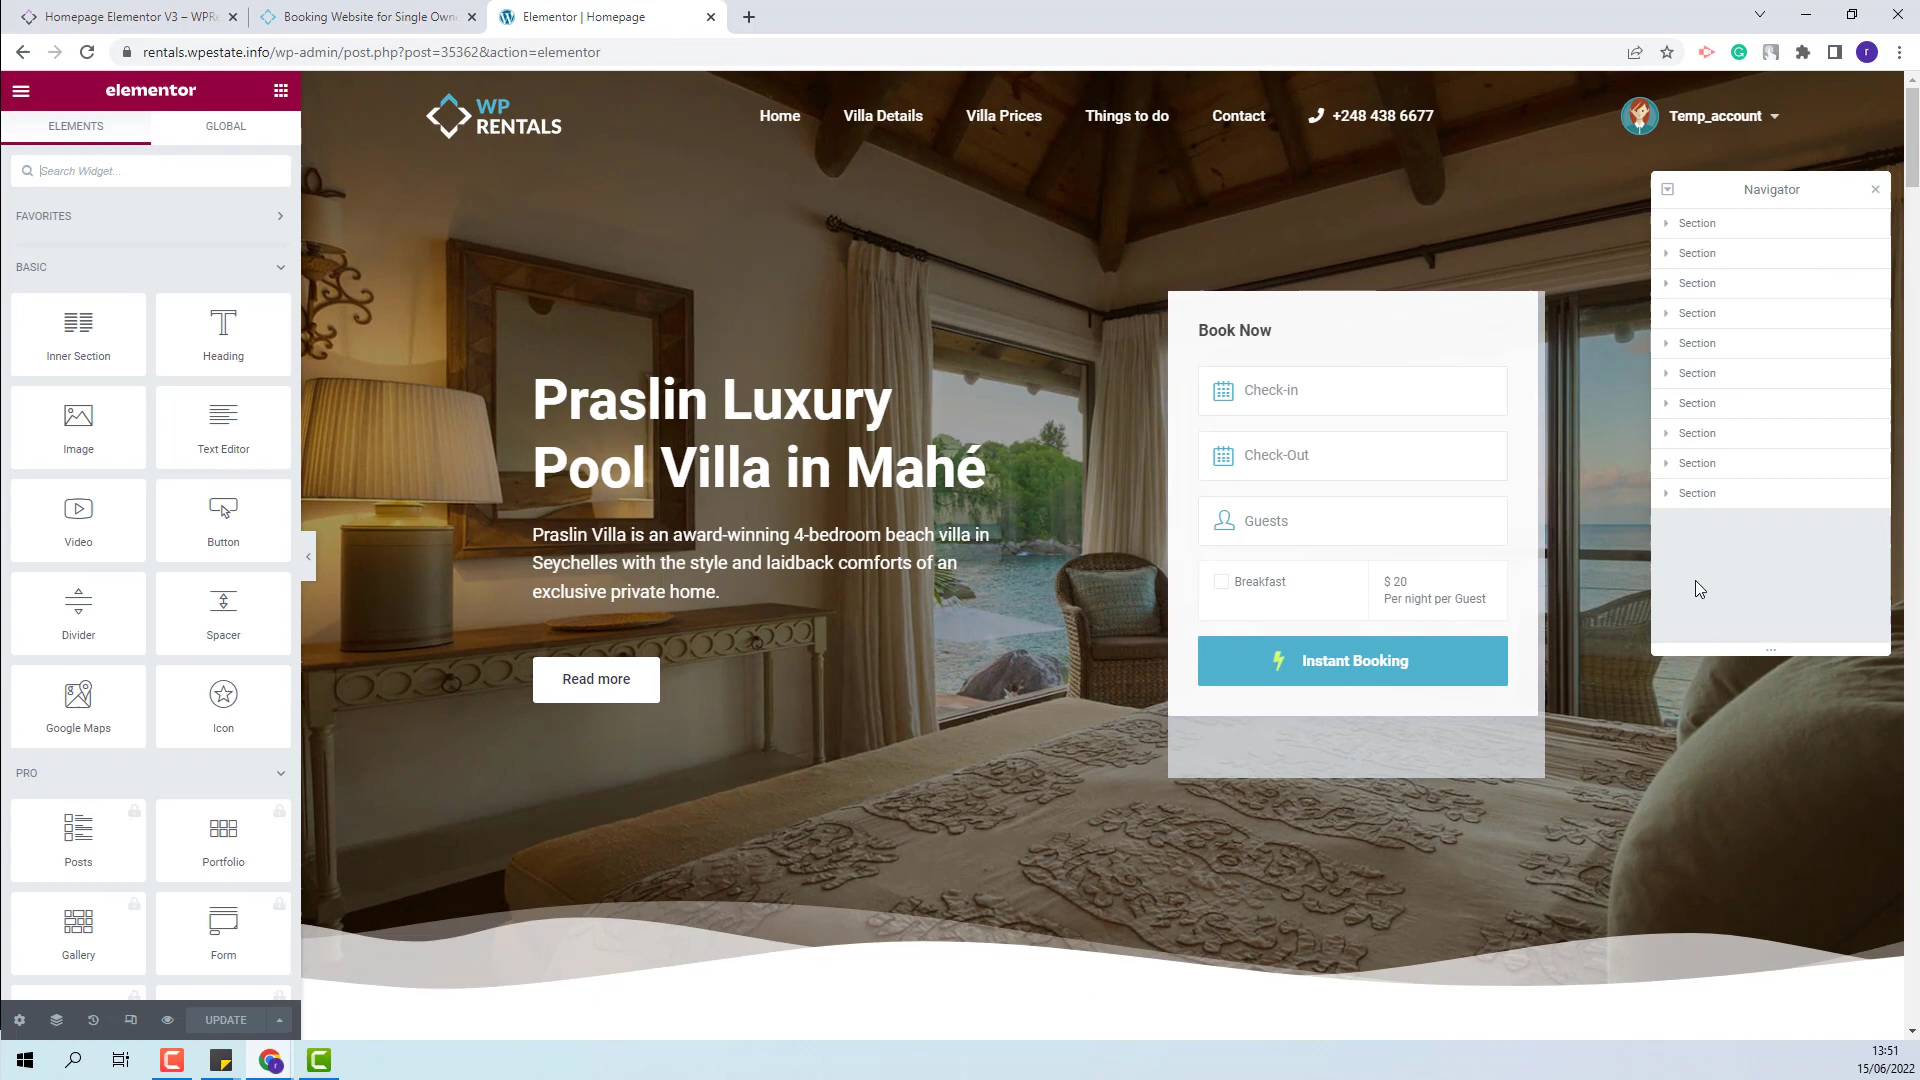 Homepage Elementor V3 – WPRe
Booking Website for Single Owne
Elementor | Homepage
rentals.wpestate.info/wp-admin/post.php?post=35362&action=elementor
r
elementor
ELEMENTS
GLOBAL
Search Widget...
FAVORITES
BASIC
Inner Section
Heading
Image
Text Editor
Video
Button
Divider
Spacer
Google Maps
Icon
PRO
Posts
Portfolio
Gallery
Form
UPDATE
WP
RENTALS
Home
Villa Details
Villa Prices
Things to do
Contact
+248 438 6677
Temp_account
Praslin Luxury
Pool Villa in Mahé
Praslin Villa is an award-winning 4-bedroom beach villa in
Seychelles with the style and laidback comforts of an
exclusive private home.
Read more
Book Now
Check-in
Check-Out
Guests
Breakfast
$ 20
Per night per Guest
Instant Booking
Navigator
Section
Section
Section
Section
Section
Section
Section
Section
Section
Section
13:51
15/06/2022